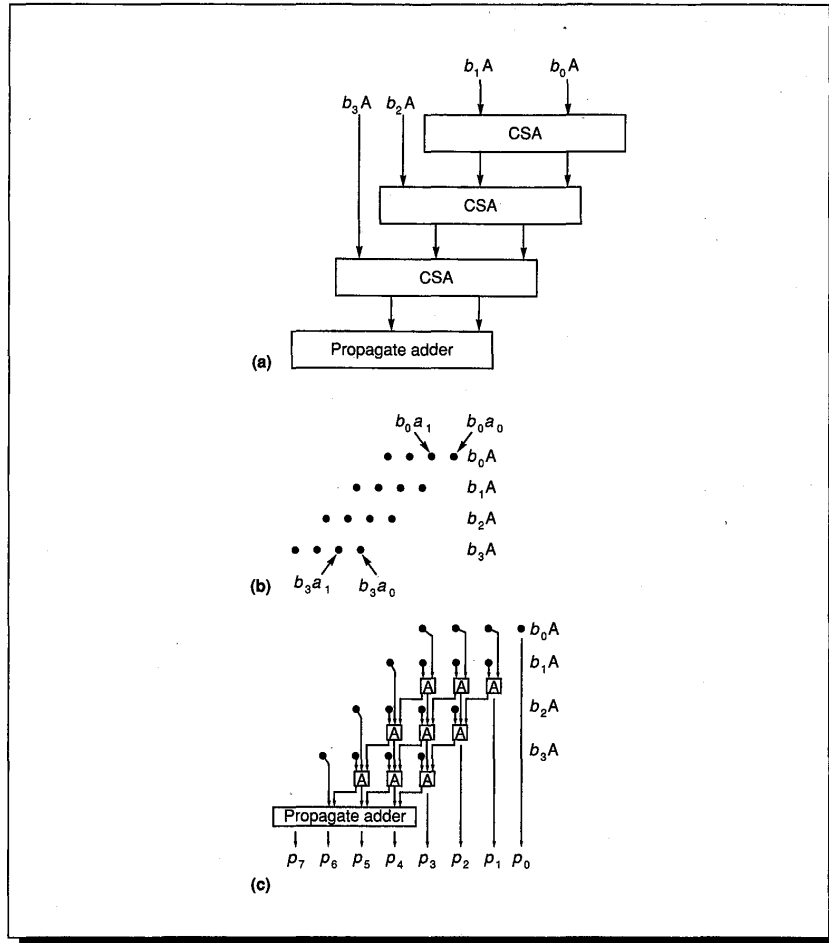 b₁A b₀A
b₃A b₂A
CSA
CSA
CSA
Propagate adder
(a)
b₀a₁ b₀a₀
b₀A
b₁A
b₂A
b₃A
(b) b₃a₁ b₃a₀
b₀A
b₁A
A A A
b₂A
A A A
b₃A
A A A
Propagate adder
p₇ p₆ p₅ p₄ p₃ p₂ p₁ p₀
(c)